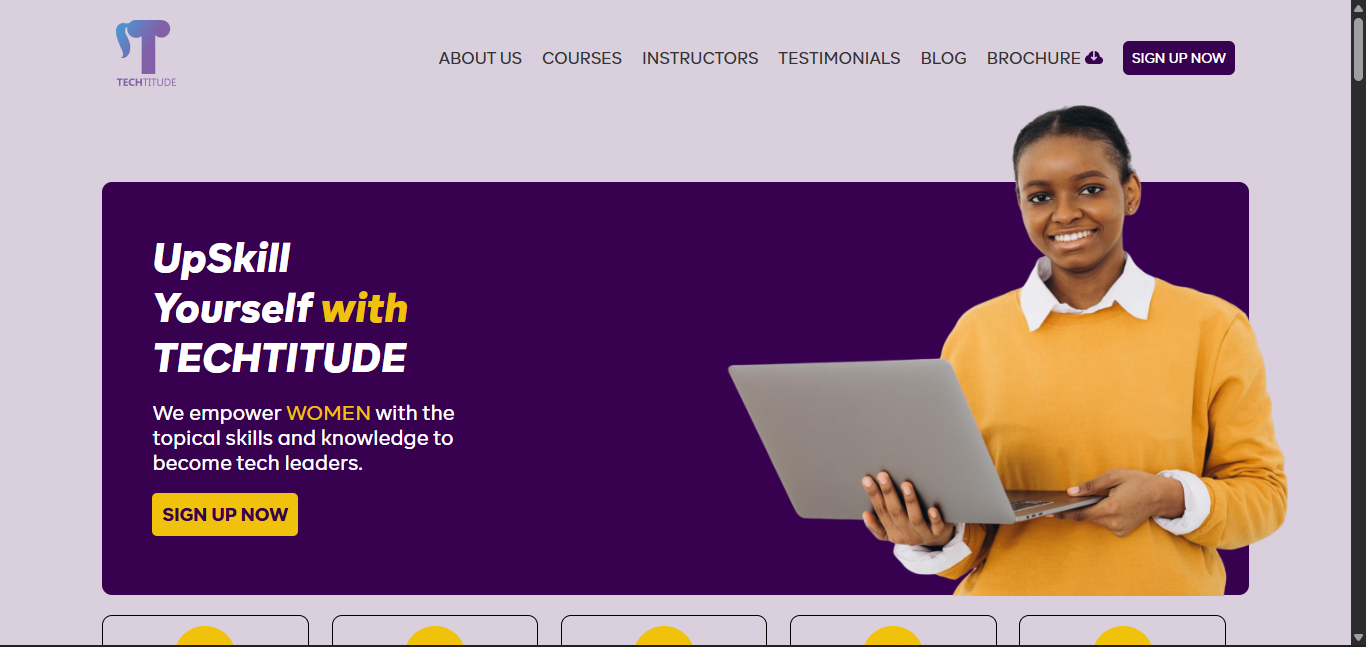 TECHTITUDE
ABOUT US COURSES INSTRUCTORS TESTIMONIALS BLOG BROCHURE SIGN UP NOW
UpSkill
Yourself with
TECHTITUDE
We empower WOMEN with the
topical skills and knowledge to
become tech leaders.
SIGN UP NOW